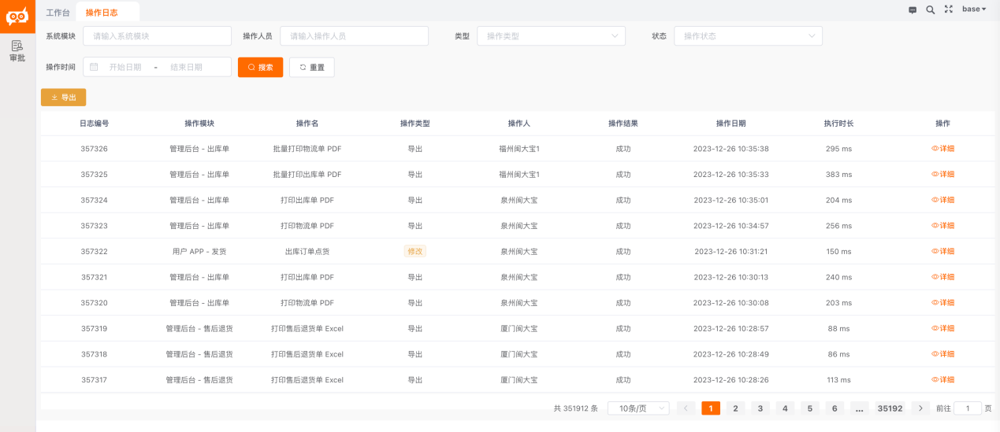 工作台 操作日志 base
系统模块 请输入系统模块 操作人员 请输入操作人员 类型 操作类型 状态 操作状态
审批
操作时间 开始日期 - 结束日期 搜索 重置
导出
日志编号 操作模块 操作名 操作类型 操作人 操作结果 操作日期 执行时长 操作
357326 管理后台 - 出库单 批量打印物流单 PDF 导出 福州闽大宝1 成功 2023-12-26 10:35:38 295 ms 详细
357325 管理后台 - 出库单 批量打印出库单 PDF 导出 福州闽大宝1 成功 2023-12-26 10:35:33 383 ms 详细
357324 管理后台 - 出库单 打印出库单 PDF 导出 泉州闽大宝 成功 2023-12-26 10:35:01 204 ms 详细
357323 管理后台 - 出库单 打印物流单 PDF 导出 泉州闽大宝 成功 2023-12-26 10:34:57 256 ms 详细
357322 用户 APP - 发货 出库订单点货 修改 泉州闽大宝 成功 2023-12-26 10:31:21 150 ms 详细
357321 管理后台 - 出库单 打印出库单 PDF 导出 泉州闽大宝 成功 2023-12-26 10:30:13 240 ms 详细
357320 管理后台 - 出库单 打印物流单 PDF 导出 泉州闽大宝 成功 2023-12-26 10:30:08 203 ms 详细
357319 管理后台 - 售后退货 打印售后退货单 Excel 导出 厦门闽大宝 成功 2023-12-26 10:28:57 88 ms 详细
357318 管理后台 - 售后退货 打印售后退货单 Excel 导出 厦门闽大宝 成功 2023-12-26 10:28:49 86 ms 详细
357317 管理后台 - 售后退货 打印售后退货单 Excel 导出 厦门闽大宝 成功 2023-12-26 10:28:26 113 ms 详细
共 351912 条 10条/页 1 2 3 4 5 6 ... 35192 前往 1 页